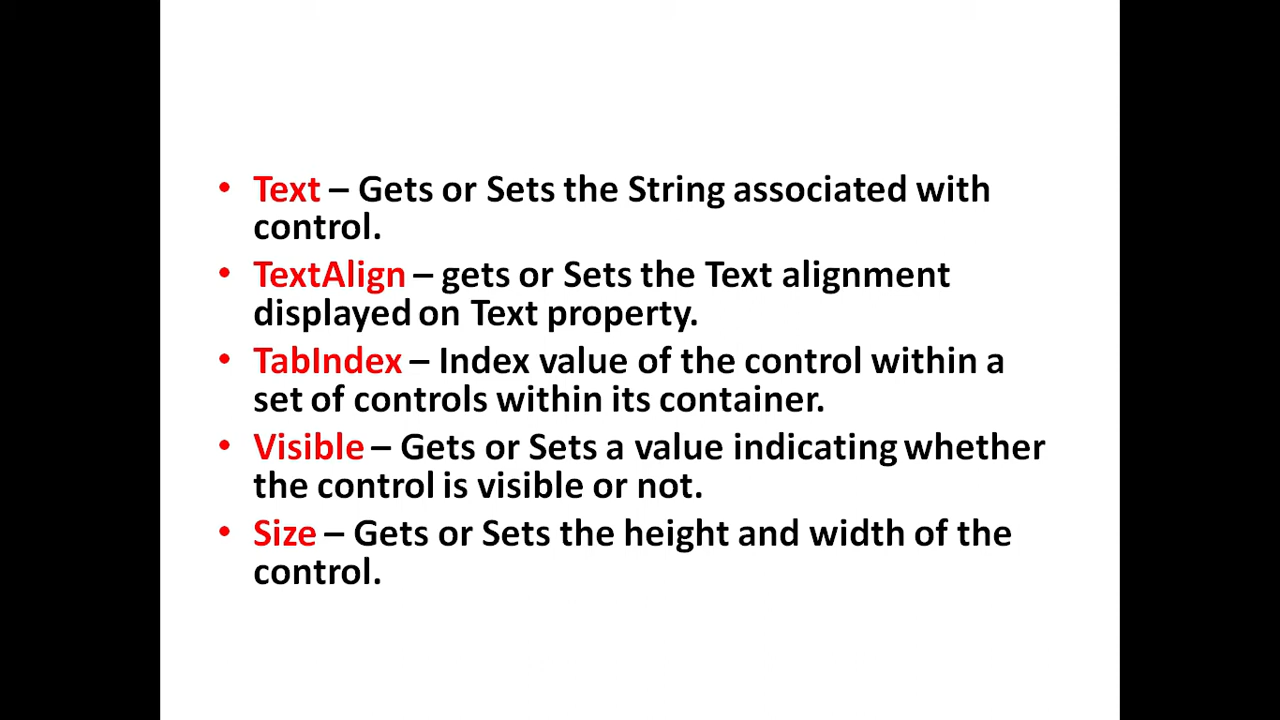 • Text – Gets or Sets the String associated with
control.
• TextAlign – gets or Sets the Text alignment
displayed on Text property.
• TabIndex – Index value of the control within a
set of controls within its container.
• Visible – Gets or Sets a value indicating whether
the control is visible or not.
• Size – Gets or Sets the height and width of the
control.